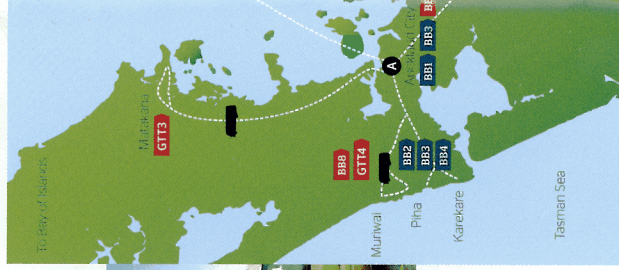 To Bay of Islands
Matakana
GTT3
A
Auckland City
BB1
BB3
BB8
GTT4
BB2
BB3
BB4
Muriwai
Piha
Karekare
Tasman Sea